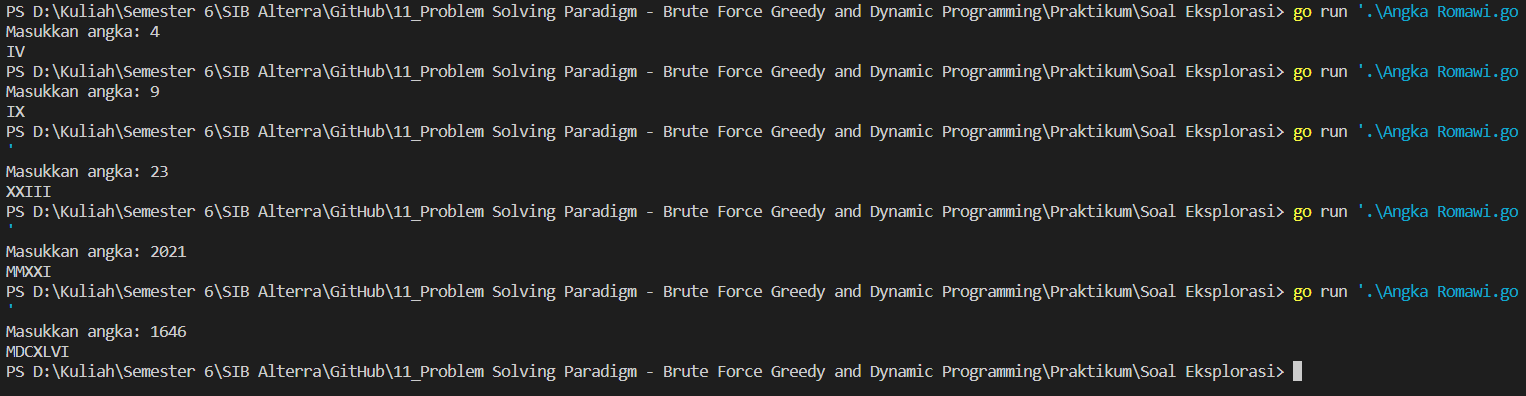 PS D:\Kuliah\Semester 6\SIB Alterra\GitHub\11_Problem Solving Paradigm - Brute Force Greedy and Dynamic Programming\Praktikum\Soal Eksplorasi> go run '.\Angka Romawi.go
Masukkan angka: 4
IV
PS D:\Kuliah\Semester 6\SIB Alterra\GitHub\11_Problem Solving Paradigm - Brute Force Greedy and Dynamic Programming\Praktikum\Soal Eksplorasi> go run '.\Angka Romawi.go
Masukkan angka: 9
IX
PS D:\Kuliah\Semester 6\SIB Alterra\GitHub\11_Problem Solving Paradigm - Brute Force Greedy and Dynamic Programming\Praktikum\Soal Eksplorasi> go run '.\Angka Romawi.go
'
Masukkan angka: 23
XXIII
PS D:\Kuliah\Semester 6\SIB Alterra\GitHub\11_Problem Solving Paradigm - Brute Force Greedy and Dynamic Programming\Praktikum\Soal Eksplorasi> go run '.\Angka Romawi.go
'
Masukkan angka: 2021
MMXXI
PS D:\Kuliah\Semester 6\SIB Alterra\GitHub\11_Problem Solving Paradigm - Brute Force Greedy and Dynamic Programming\Praktikum\Soal Eksplorasi> go run '.\Angka Romawi.go
'
Masukkan angka: 1646
MDCXLVI
PS D:\Kuliah\Semester 6\SIB Alterra\GitHub\11_Problem Solving Paradigm - Brute Force Greedy and Dynamic Programming\Praktikum\Soal Eksplorasi>